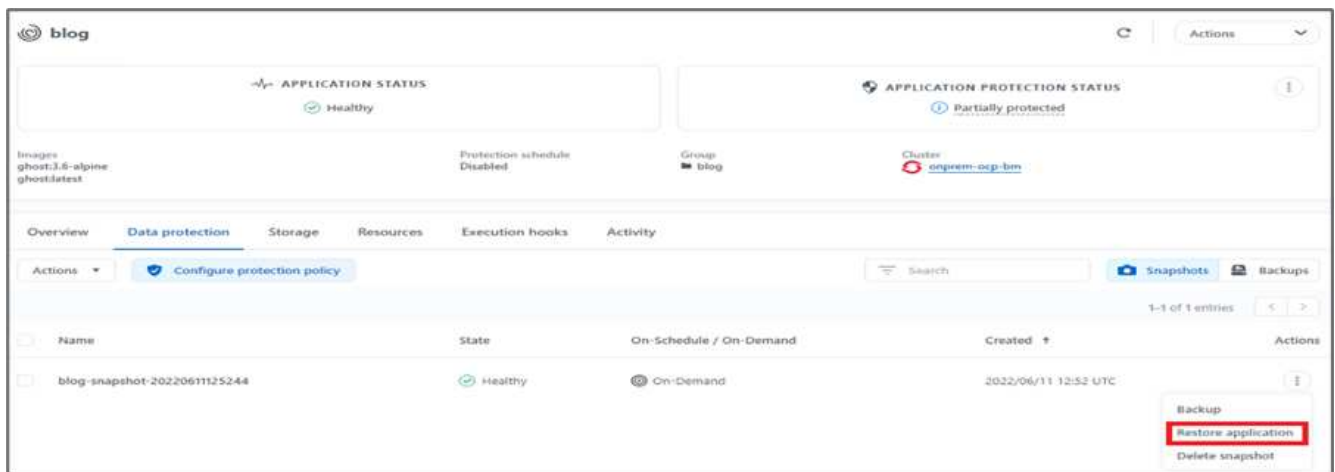 blog
Actions
APPLICATION STATUS
Healthy
APPLICATION PROTECTION STATUS
Partially protected
Images
ghost:3.6-alpine
ghost:latest
Protection schedule
Disabled
Group
blog
Cluster
onprem-ocp-bm
Overview Data protection Storage Resources Execution hooks Activity
Actions Configure protection policy Search Snapshots Backups
1-1 of 1 entries < >
Name State On-Schedule / On-Demand Created ↑ Actions
blog-snapshot-20220611125244 Healthy On-Demand 2022/06/11 12:52 UTC
Backup
Restore application
Delete snapshot